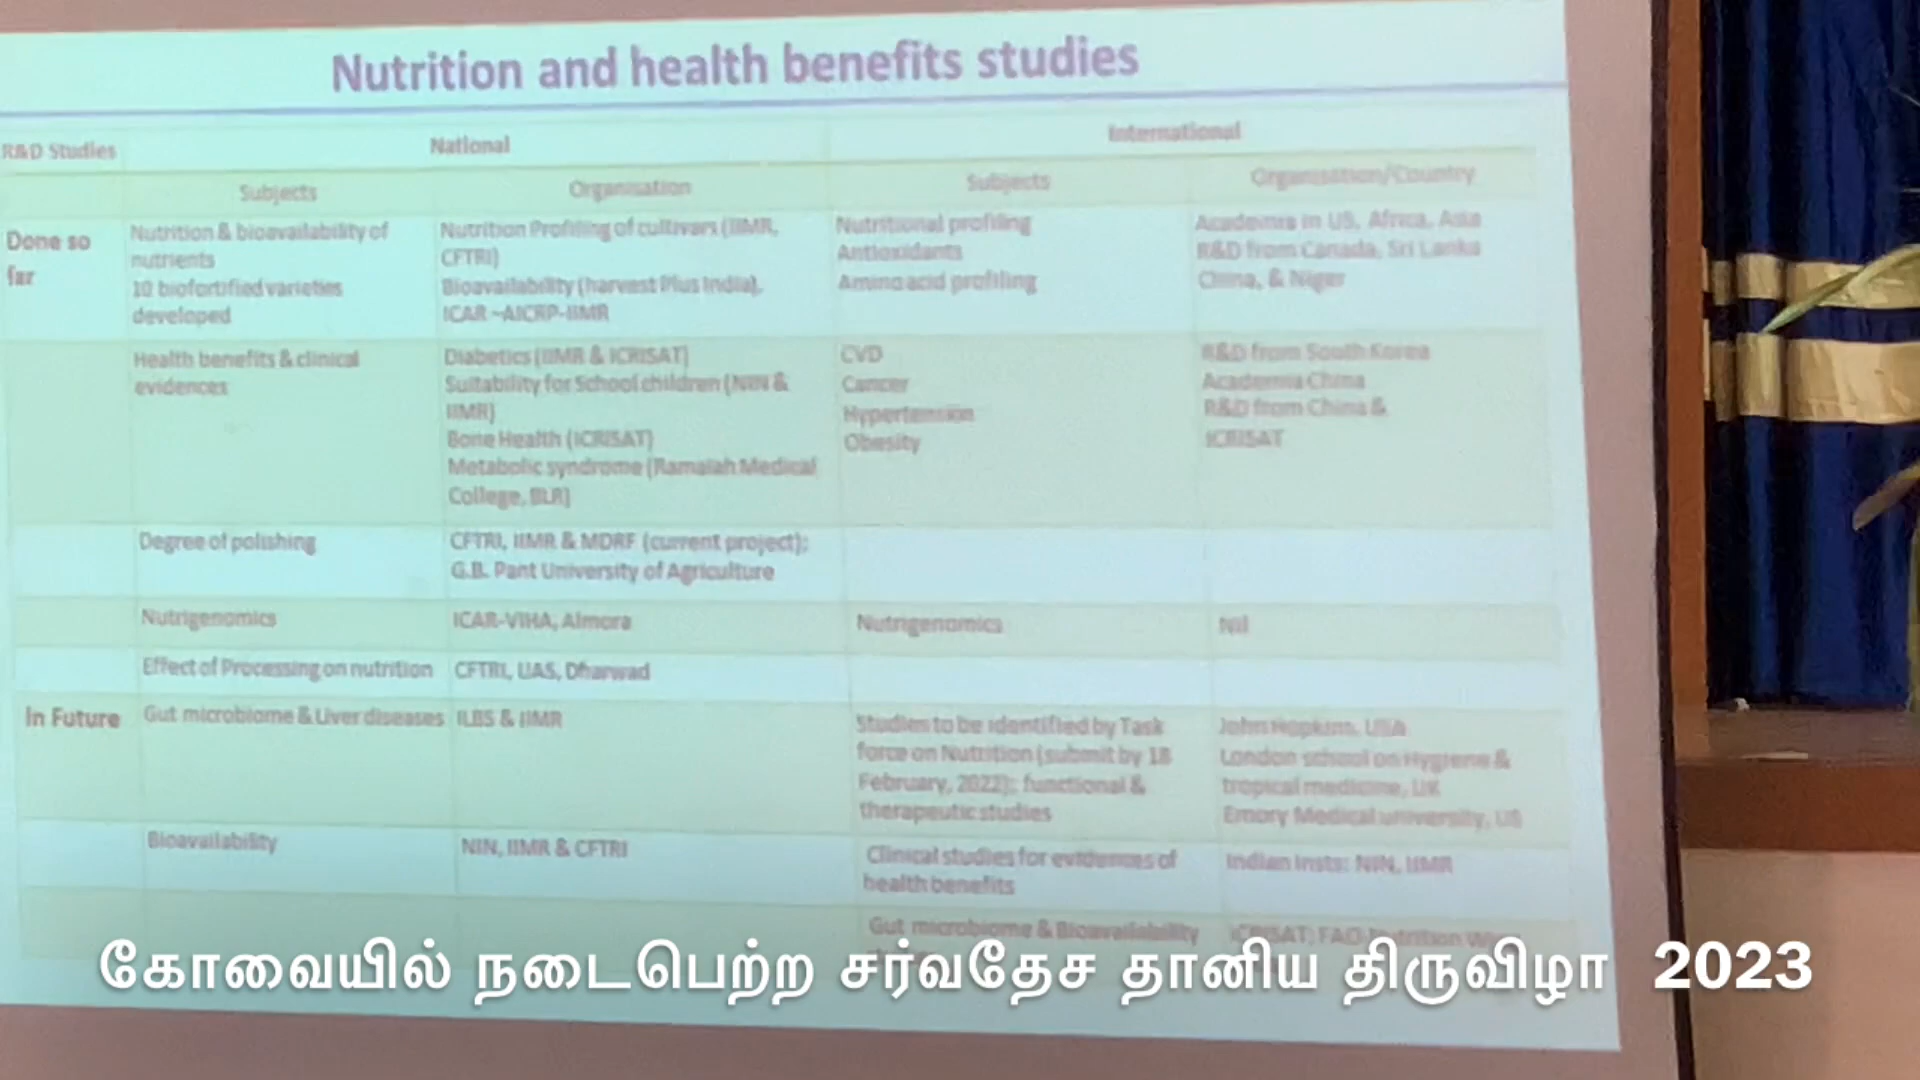 Nutrition and health benefits studies
R&D Studies
National
International
Subjects
Organisation
Subjects
Organisation/Country
Done so
far
Nutrition & bioavailability of
nutrients
10 biofortified varieties
developed
Nutrition Profiling of cultivars (IIMR,
CFTRI)
Bioavailability (harvest Plus India),
ICAR -AICRP-IIMR
Nutritional profiling
Antioxidants
Amino acid profiling
Academia in US, Africa, Asia
R&D from Canada, Sri Lanka
China, & Niger
Health benefits & clinical
evidences
Diabetics (IIMR & ICRISAT)
Suitability for School children (NIN &
IIMR)
Bone Health (ICRISAT)
Metabolic syndrome (Ramaiah Medical
College, BLR)
CVD
Cancer
Hypertension
Obesity
R&D from South Korea
Academia China
R&D from China &
ICRISAT
Degree of polishing
CFTRI, IIMR & MDRF (current project);
G.B. Pant University of Agriculture
Nutrigenomics
ICAR-VIHA, Almora
Nutrigenomics
Nil
Effect of Processing on nutrition
CFTRI, UAS, Dharwad
In Future
Gut microbiome & Liver diseases
ILBS & IIMR
Studies to be identified by Task
force on Nutrition (submit by 18
February, 2022); functional &
therapeutic studies
John Hopkins, USA
London school on Hygiene &
tropical medicine, UK
Emory Medical university, US
Bioavailability
NIN, IIMR & CFTRI
Clinical studies for evidences of
health benefits
Indian Insts: NIN, IIMR
Gut microbiome & Bioavailability
ICRISAT; FAO Nutrition
கோவையில் நடைபெற்ற சர்வதேச தானிய திருவிழா 2023